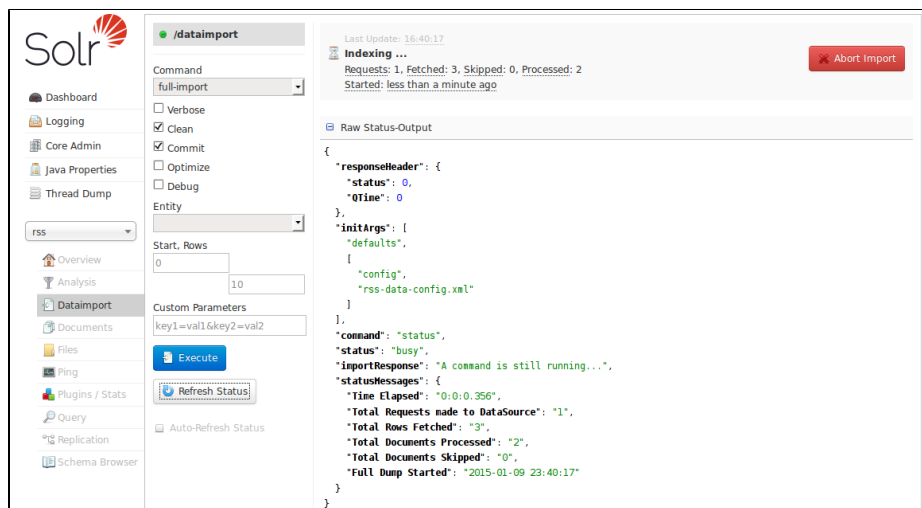 Solr
Dashboard
Logging
Core Admin
Java Properties
Thread Dump
rss
Overview
Analysis
Dataimport
Documents
Files
Ping
Plugins / Stats
Query
Replication
Schema Browser
/dataimport
Command
full-import
Verbose
Clean
Commit
Optimize
Debug
Entity
Start, Rows
0
10
Custom Parameters
key1=val1&key2=val2
Execute
Refresh Status
Auto-Refresh Status
Last Update: 16:40:17
Indexing ...
Requests: 1, Fetched: 3, Skipped: 0, Processed: 2
Started: less than a minute ago
Abort Import
Raw Status-Output
{
"responseHeader": {
"status": 0,
"QTime": 0
},
"initArgs": [
"defaults",
[
"config",
"rss-data-config.xml"
]
],
"command": "status",
"status": "busy",
"importResponse": "A command is still running...",
"statusMessages": {
"Time Elapsed": "0:0:0.356",
"Total Requests made to DataSource": "1",
"Total Rows Fetched": "3",
"Total Documents Processed": "2",
"Total Documents Skipped": "0",
"Full Dump Started": "2015-01-09 23:40:17"
}
}